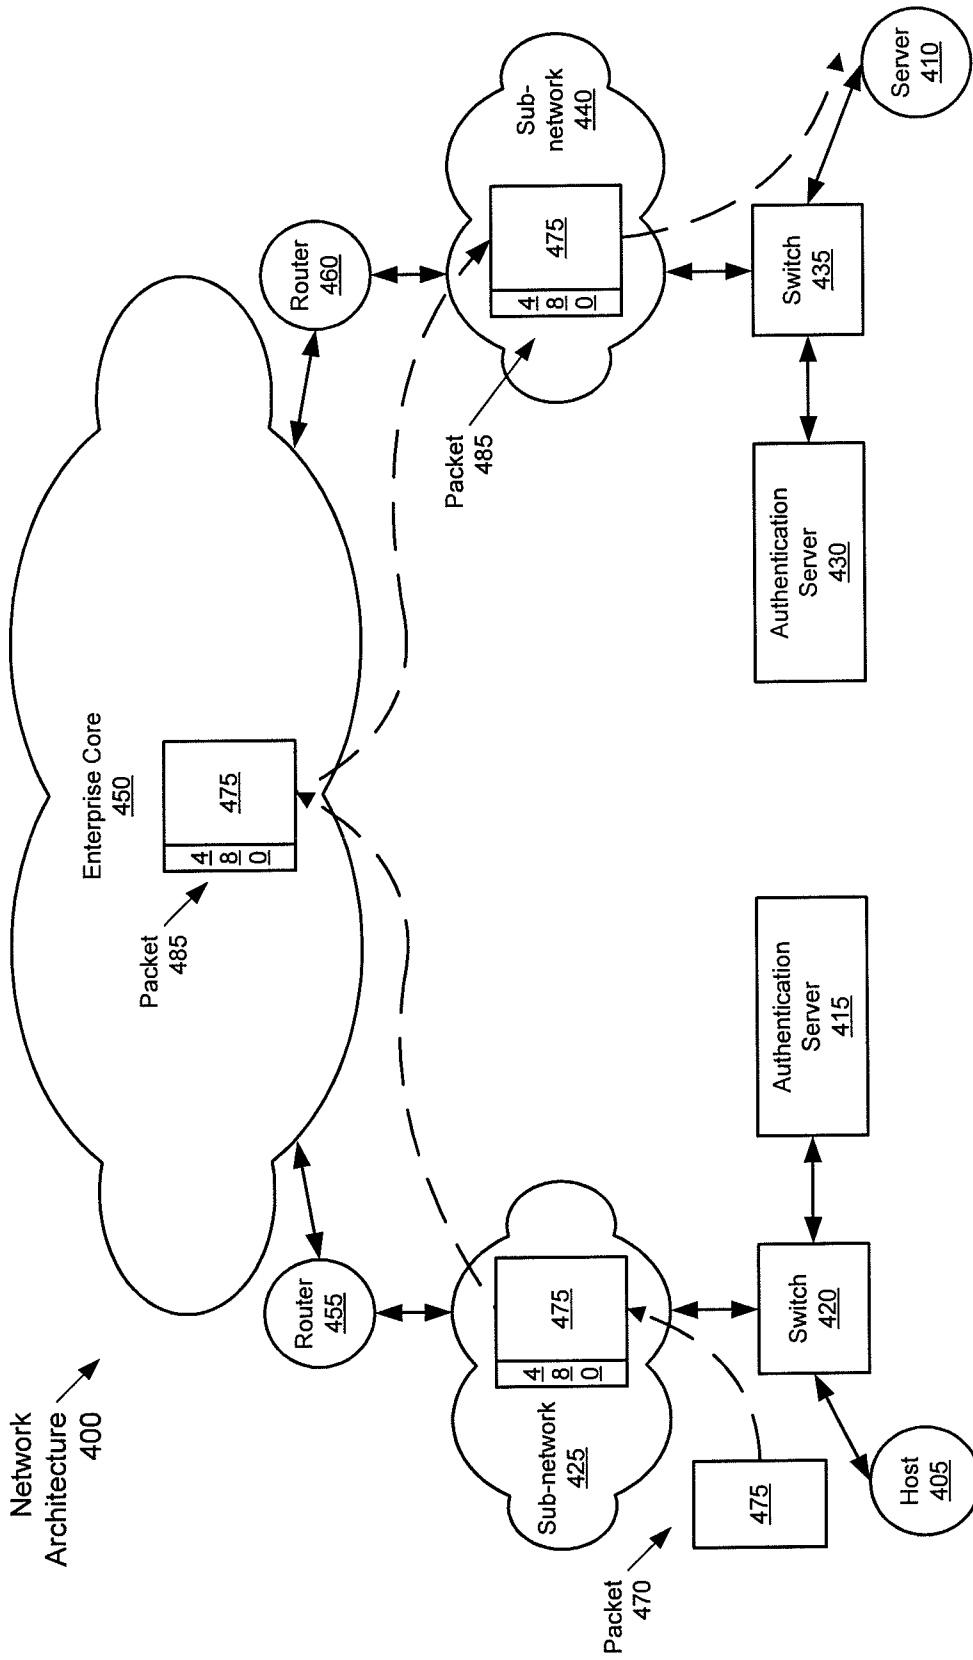 Network
Architecture
400
Enterprise Core
450
Packet
485
4
8
0
475
Router
455
Router
460
Sub-network
425
4
8
0
475
Packet
485
Sub-
network
440
4
8
0
475
Packet
470
475
Host
405
Switch
420
Authentication
Server
415
Authentication
Server
430
Switch
435
Server
410